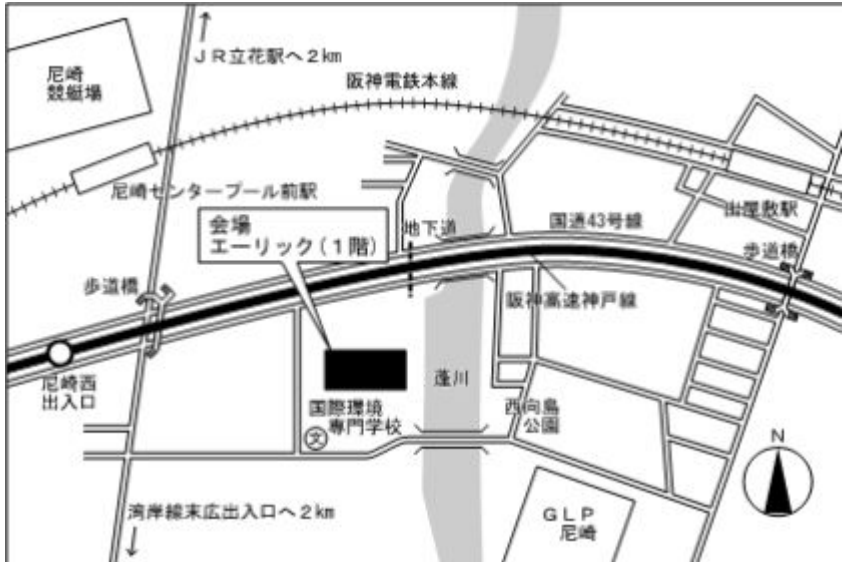 JR立花駅へ2km
尼崎
競艇場
阪神電鉄本線
尼崎センタープール前駅
会場
エーリック(1階)
地下道
国道43号線
出屋敷駅
歩道橋
歩道橋
阪神高速神戸線
尼崎西
出入口
蓬川
国際環境
専門学校
文
西向島
公園
N
湾岸線末広出入口へ2km
GLP
尼崎